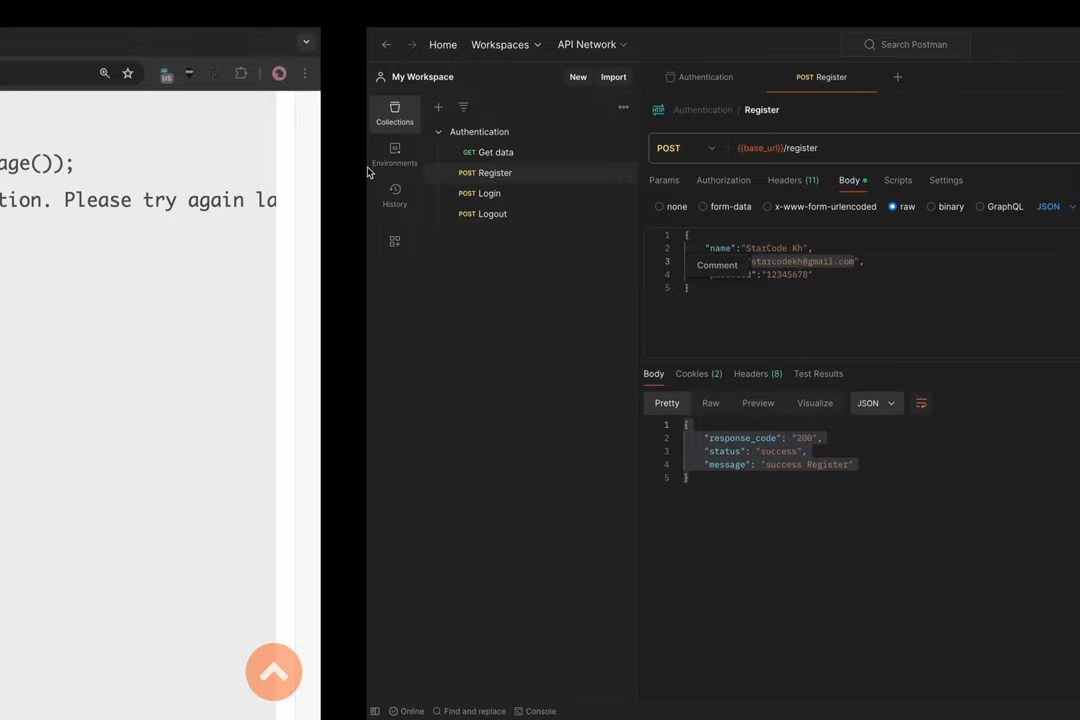 age());
tion. Please try again la
US
Home Workspaces API Network Search Postman
My Workspace New Import
Authentication POST Register
Collections
Environments
History
Authentication
GET Get data
POST Register
POST Login
POST Logout
HTTP Authentication / Register
POST {{base_url}}/register
Params Authorization Headers (11) Body Scripts Settings
none form-data x-www-form-urlencoded raw binary GraphQL JSON
1 {
2 "name":"StarCode Kh",
3 starcodekh@gmail.com",
Comment
4 ":"12345678"
5 }
Body Cookies (2) Headers (8) Test Results
Pretty Raw Preview Visualize JSON
1 {
2 "response_code": "200",
3 "status": "success",
4 "message": "success Register"
5 }
Online Find and replace Console